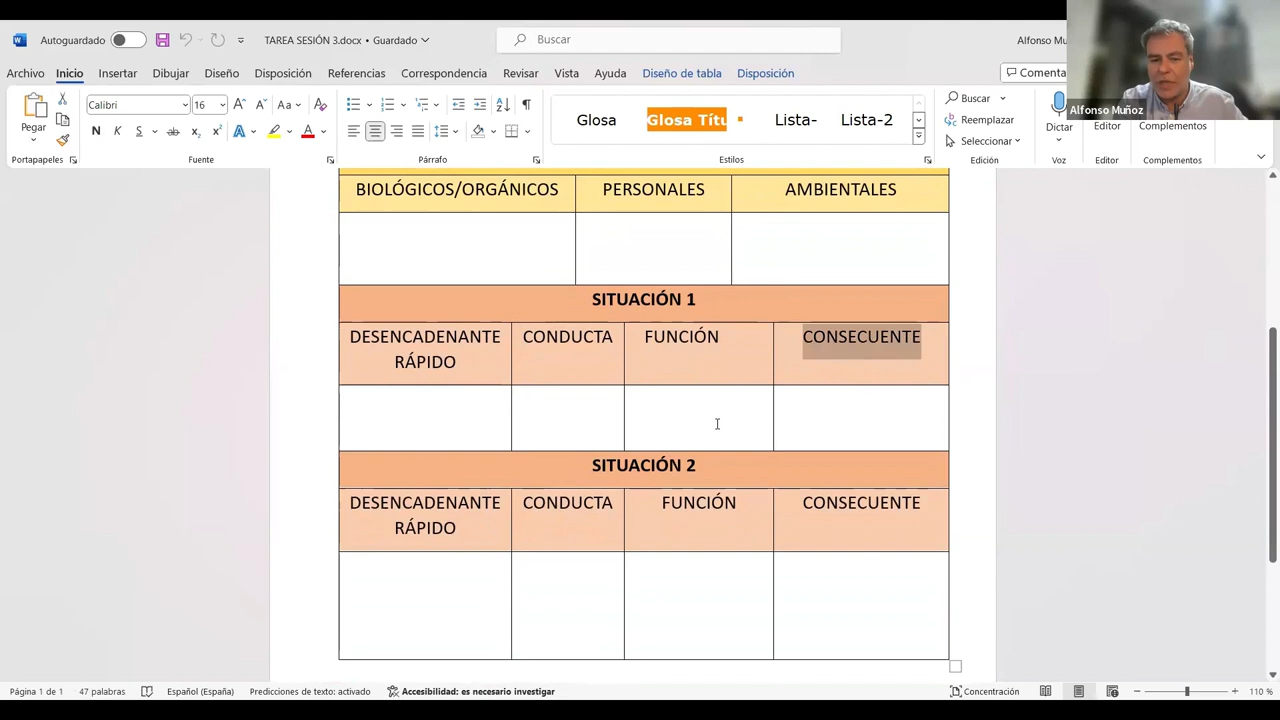 Autoguardado
TAREA SESIÓN 3.docx • Guardado
Buscar
Alfonso Mu
Archivo Inicio Insertar Dibujar Diseño Disposición Referencias Correspondencia Revisar Vista Ayuda Diseño de tabla Disposición
Comenta
Alfonso Muñoz
Pegar
Calibri 16
Aa
N K S ab x₂ x² A A
Glosa
Glosa Títu
Lista-
Lista-2
Buscar
Reemplazar
Seleccionar
Dictar
Editor
Complementos
Portapapeles
Fuente
Párrafo
Estilos
Edición
Voz
Editor
Complementos
BIOLÓGICOS/ORGÁNICOS PERSONALES AMBIENTALES
SITUACIÓN 1
DESENCADENANTE RÁPIDO CONDUCTA FUNCIÓN CONSECUENTE
SITUACIÓN 2
DESENCADENANTE RÁPIDO CONDUCTA FUNCIÓN CONSECUENTE
Página 1 de 1 47 palabras Español (España) Predicciones de texto: activado Accesibilidad: es necesario investigar
Concentración
110 %